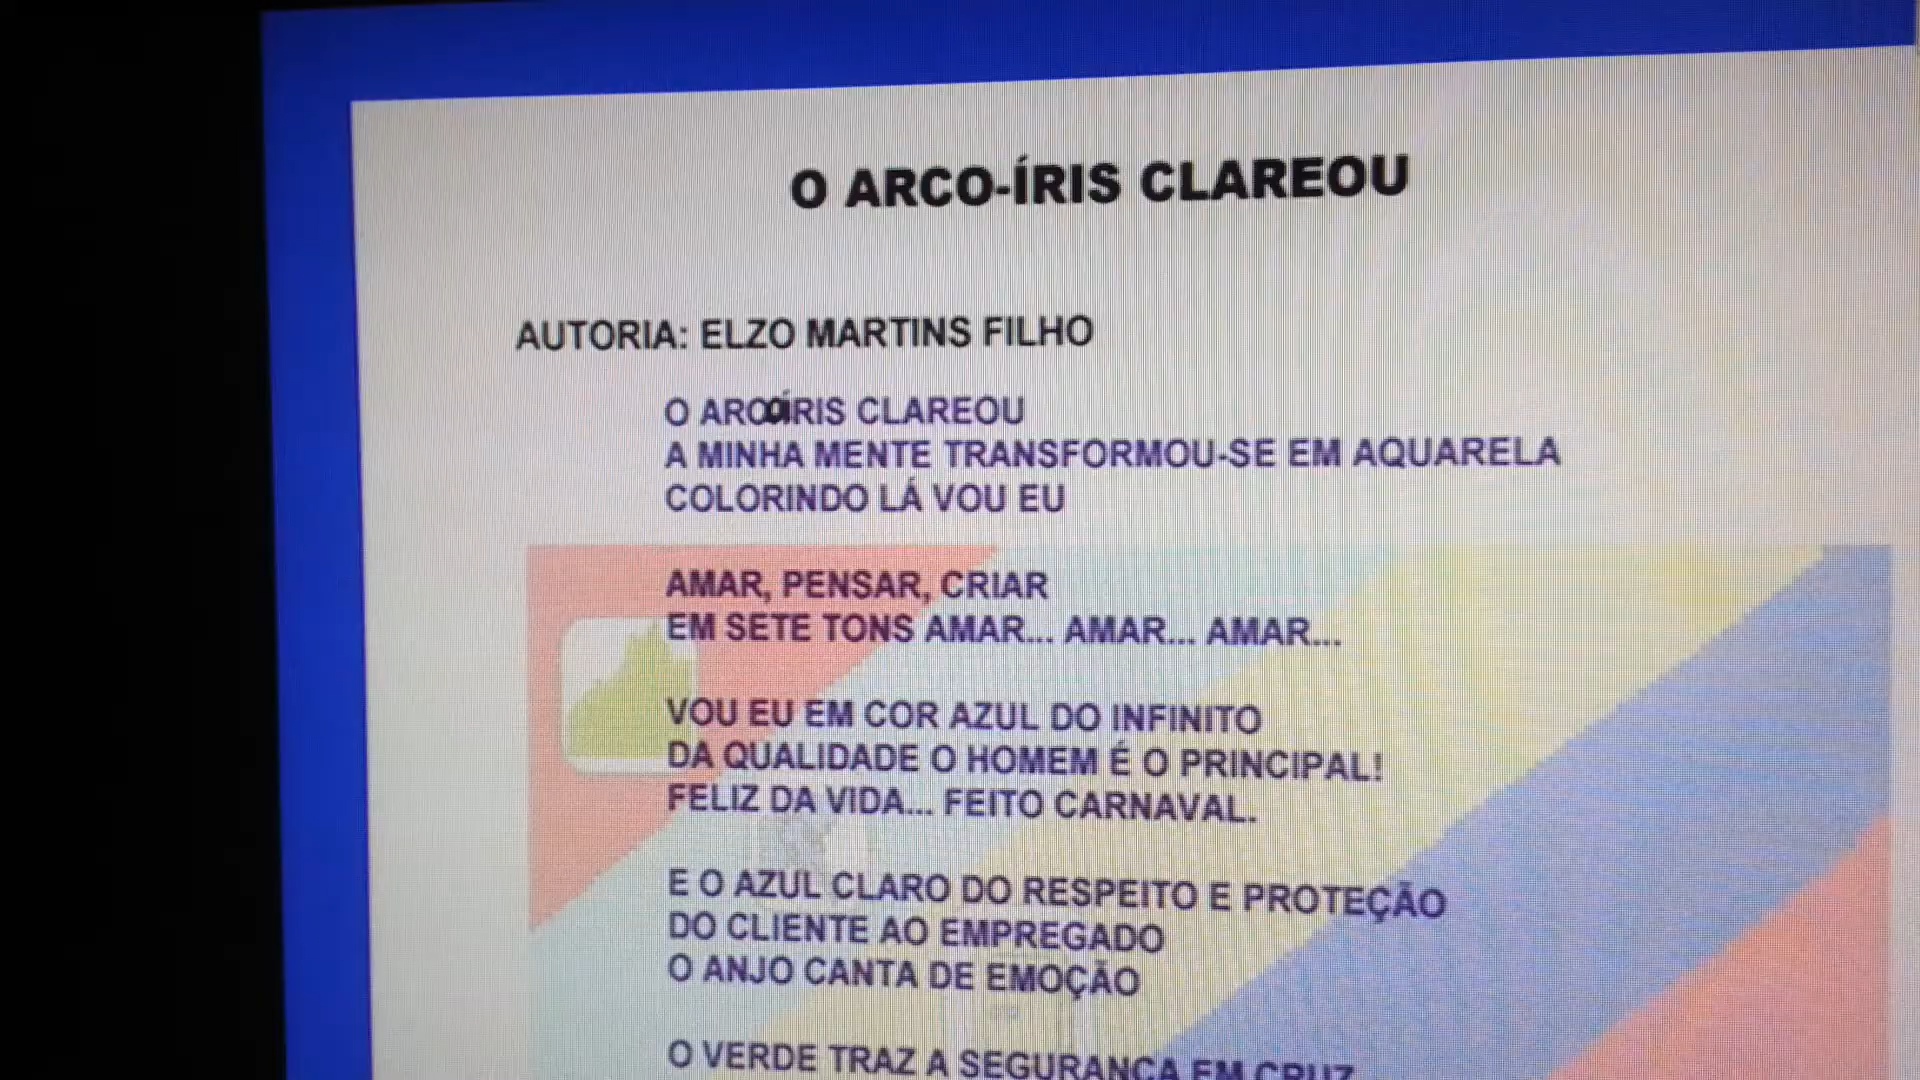 O ARCO-ÍRIS CLAREOU
AUTORIA: ELZO MARTINS FILHO
O ARCOÍRIS CLAREOU
A MINHA MENTE TRANSFORMOU-SE EM AQUARELA
COLORINDO LÁ VOU EU
AMAR, PENSAR, CRIAR
EM SETE TONS AMAR... AMAR... AMAR...
VOU EU EM COR AZUL DO INFINITO
DA QUALIDADE O HOMEM É O PRINCIPAL!
FELIZ DA VIDA... FEITO CARNAVAL.
E O AZUL CLARO DO RESPEITO E PROTEÇÃO
DO CLIENTE AO EMPREGADO
O ANJO CANTA DE EMOÇÃO
O VERDE TRAZ A SEGURANÇA EM CRUZ